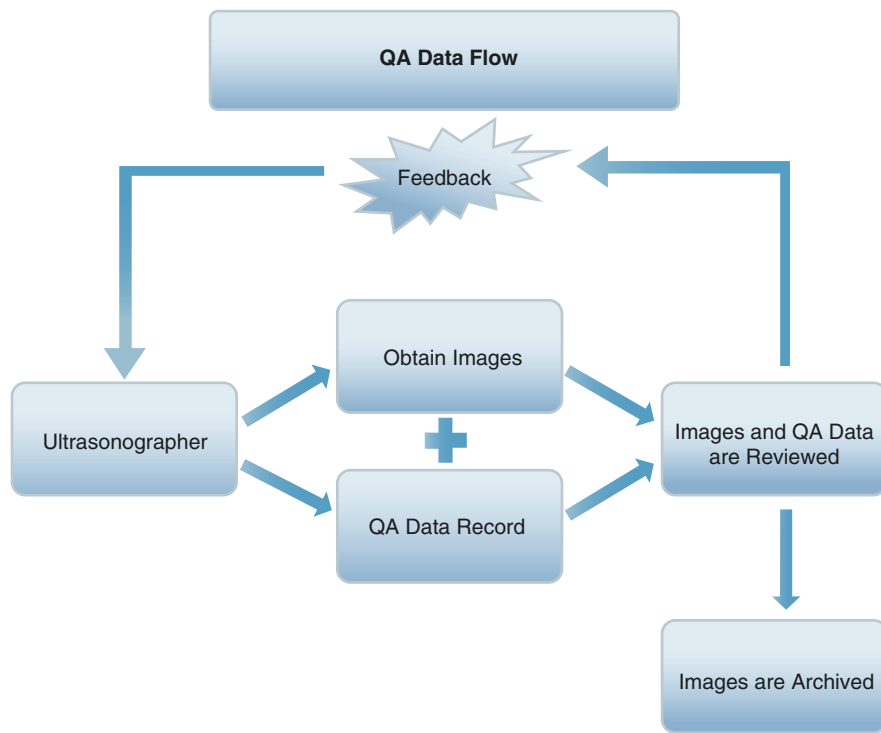 QA Data Flow
Feedback
Obtain Images
Ultrasonographer
Images and QA Data
are Reviewed
QA Data Record
Images are Archived